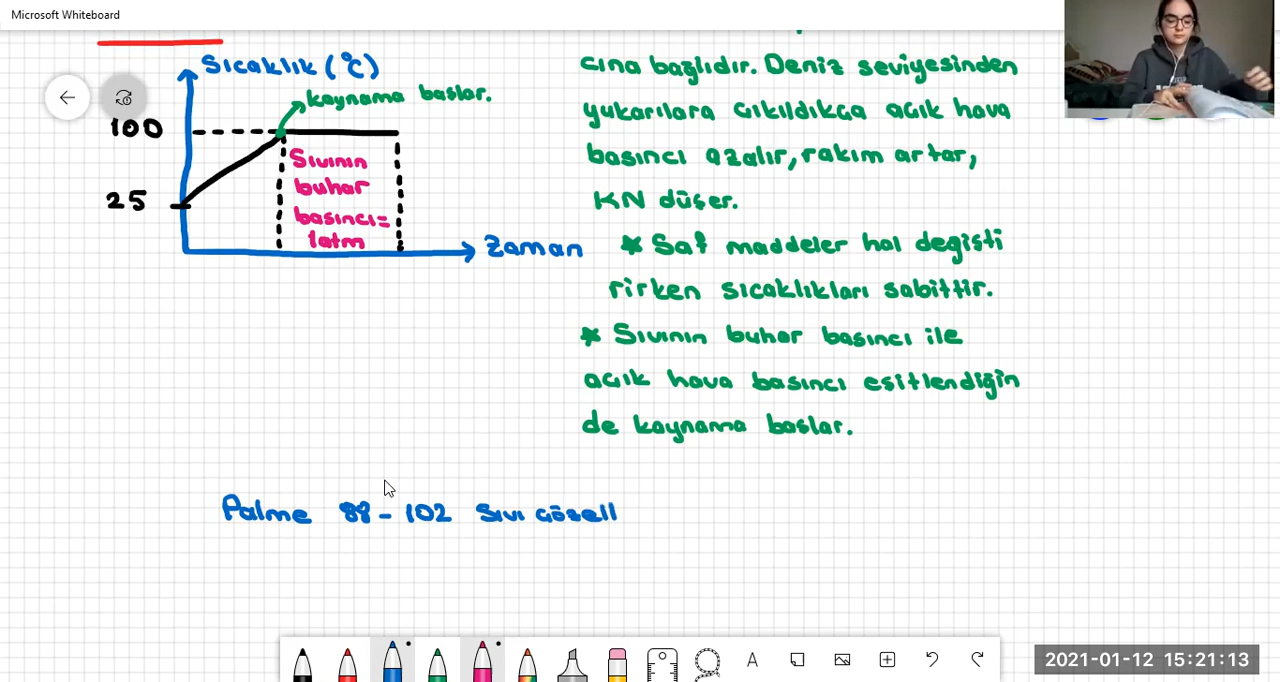 Microsoft Whiteboard
Sıcaklık (°C)
kaynama başlar.
100
25
Sıvının
buhar
basıncı=
1atm
Zaman
cına bağlıdır. Deniz seviyesinden
yukarılara çıkıldıkça açık hava
basıncı azalır, rakım artar,
KN düşer.
* Saf maddeler hal değişti
rirken sıcaklıkları sabittir.
* Sıvının buhar basıncı ile
açık hava basıncı eşitlendiğin
de kaynama başlar.
Palme 88-102 Sıvı çözell
A
2021-01-12 15:21:13